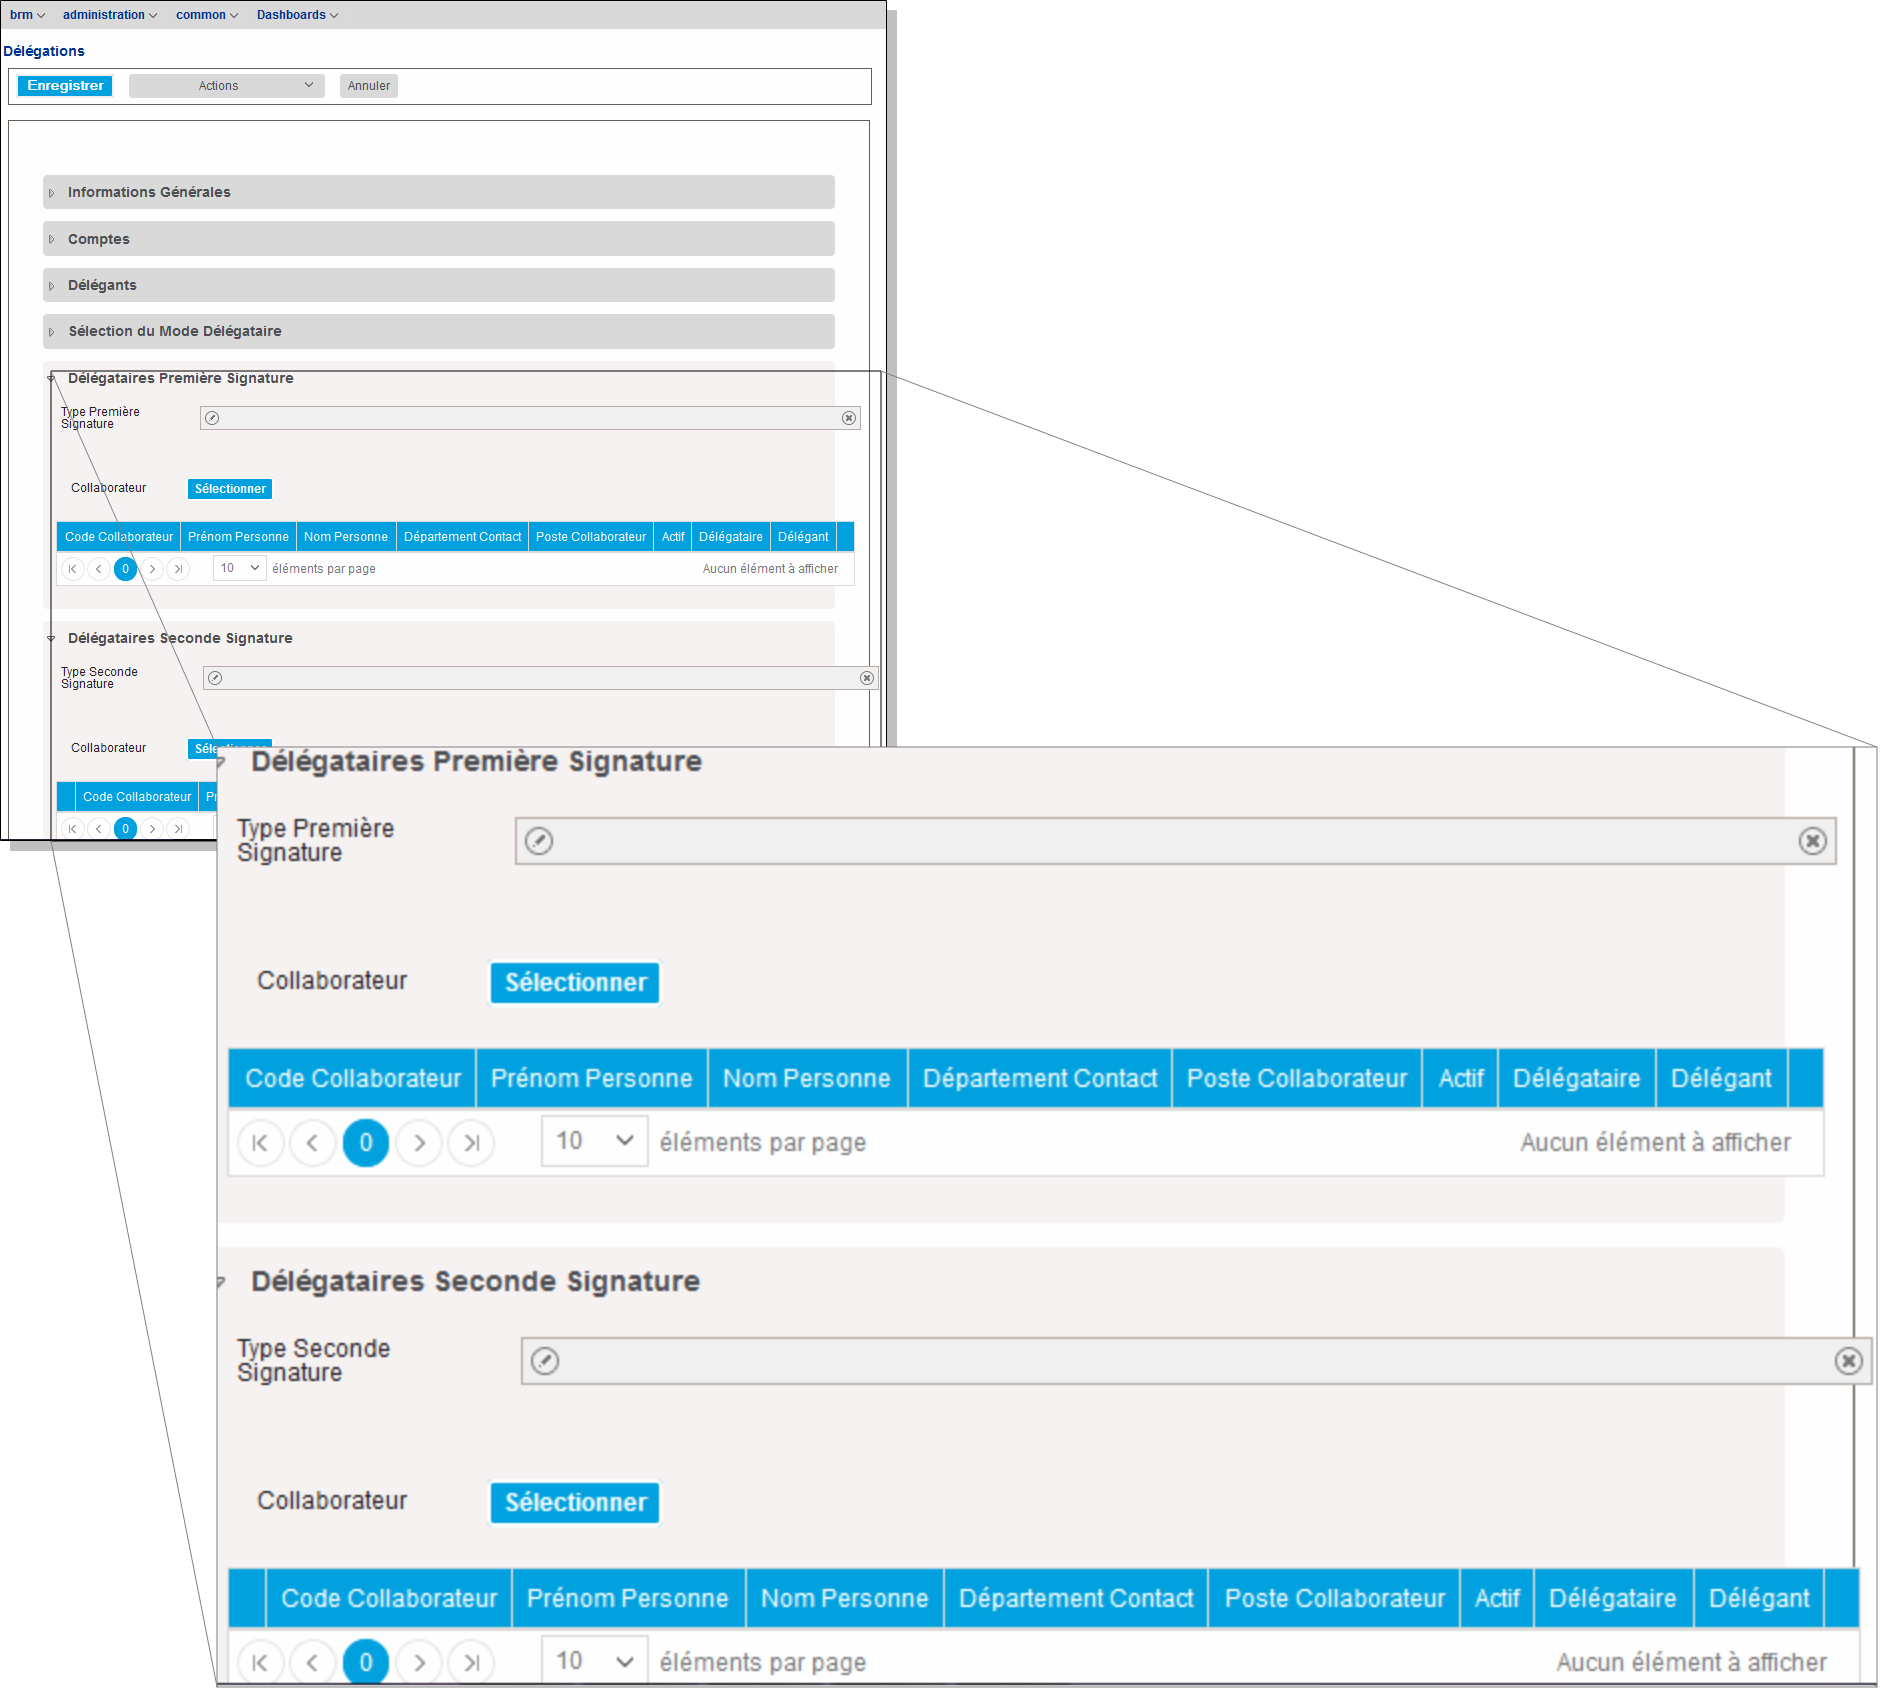 brm administration common Dashboards
Délégations
Enregistrer Actions Annuler
Informations Générales
Comptes
Délégants
Sélection du Mode Délégataire
Délégataires Première Signature
Type Première
Signature
Collaborateur Sélectionner
Code Collaborateur Prénom Personne Nom Personne Département Contact Poste Collaborateur Actif Délégataire Délégant
0 10 éléments par page Aucun élément à afficher
Délégataires Seconde Signature
Type Seconde
Signature
Collaborateur
Code Collaborateur
0
Délégataires Première Signature
Type Première
Signature
Collaborateur Sélectionner
Code Collaborateur Prénom Personne Nom Personne Département Contact Poste Collaborateur Actif Délégataire Délégant
0 10 éléments par page Aucun élément à afficher
Délégataires Seconde Signature
Type Seconde
Signature
Collaborateur Sélectionner
Code Collaborateur Prénom Personne Nom Personne Département Contact Poste Collaborateur Actif Délégataire Délégant
0 10 éléments par page Aucun élément à afficher